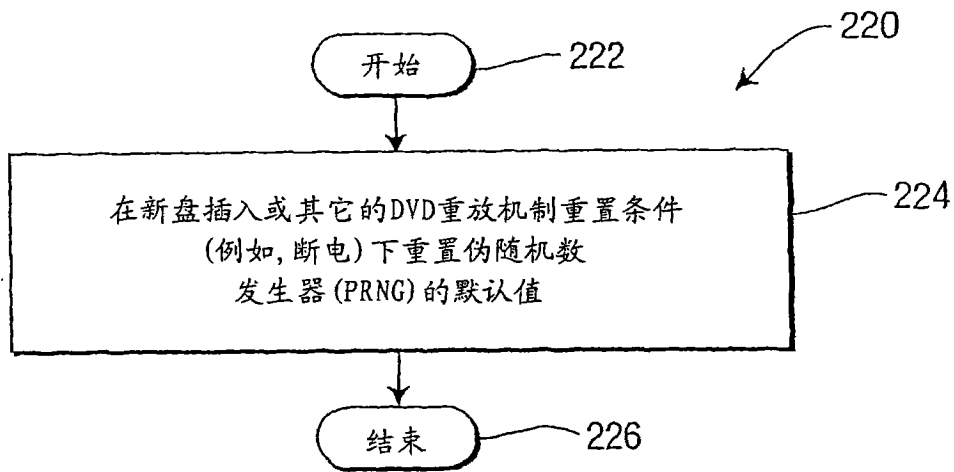 220
开始
222
在新盘插入或其它的DVD重放机制重置条件
(例如,断电)下重置伪随机数
发生器(PRNG)的默认值
224
结束
226